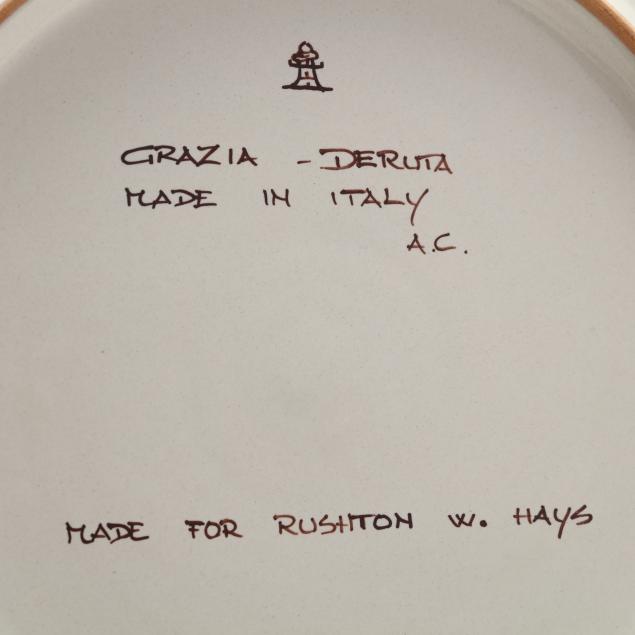 GRAZIA - DERUTA
MADE IN ITALY
A.C.
MADE FOR RUSHTON W. HAYS